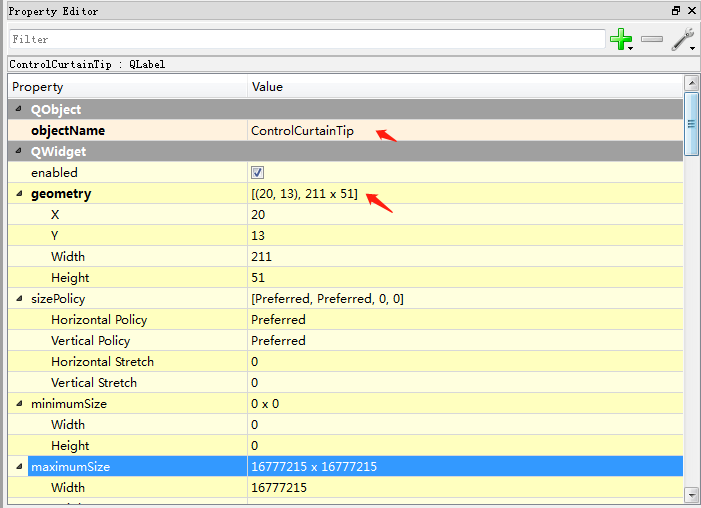 Property Editor
Filter
ControlCurtainTip : QLabel
Property Value
QObject
objectName ControlCurtainTip
QWidget
enabled
geometry [(20, 13), 211 x 51]
X 20
Y 13
Width 211
Height 51
sizePolicy [Preferred, Preferred, 0, 0]
Horizontal Policy Preferred
Vertical Policy Preferred
Horizontal Stretch 0
Vertical Stretch 0
minimumSize 0 x 0
Width 0
Height 0
maximumSize 16777215 x 16777215
Width 16777215